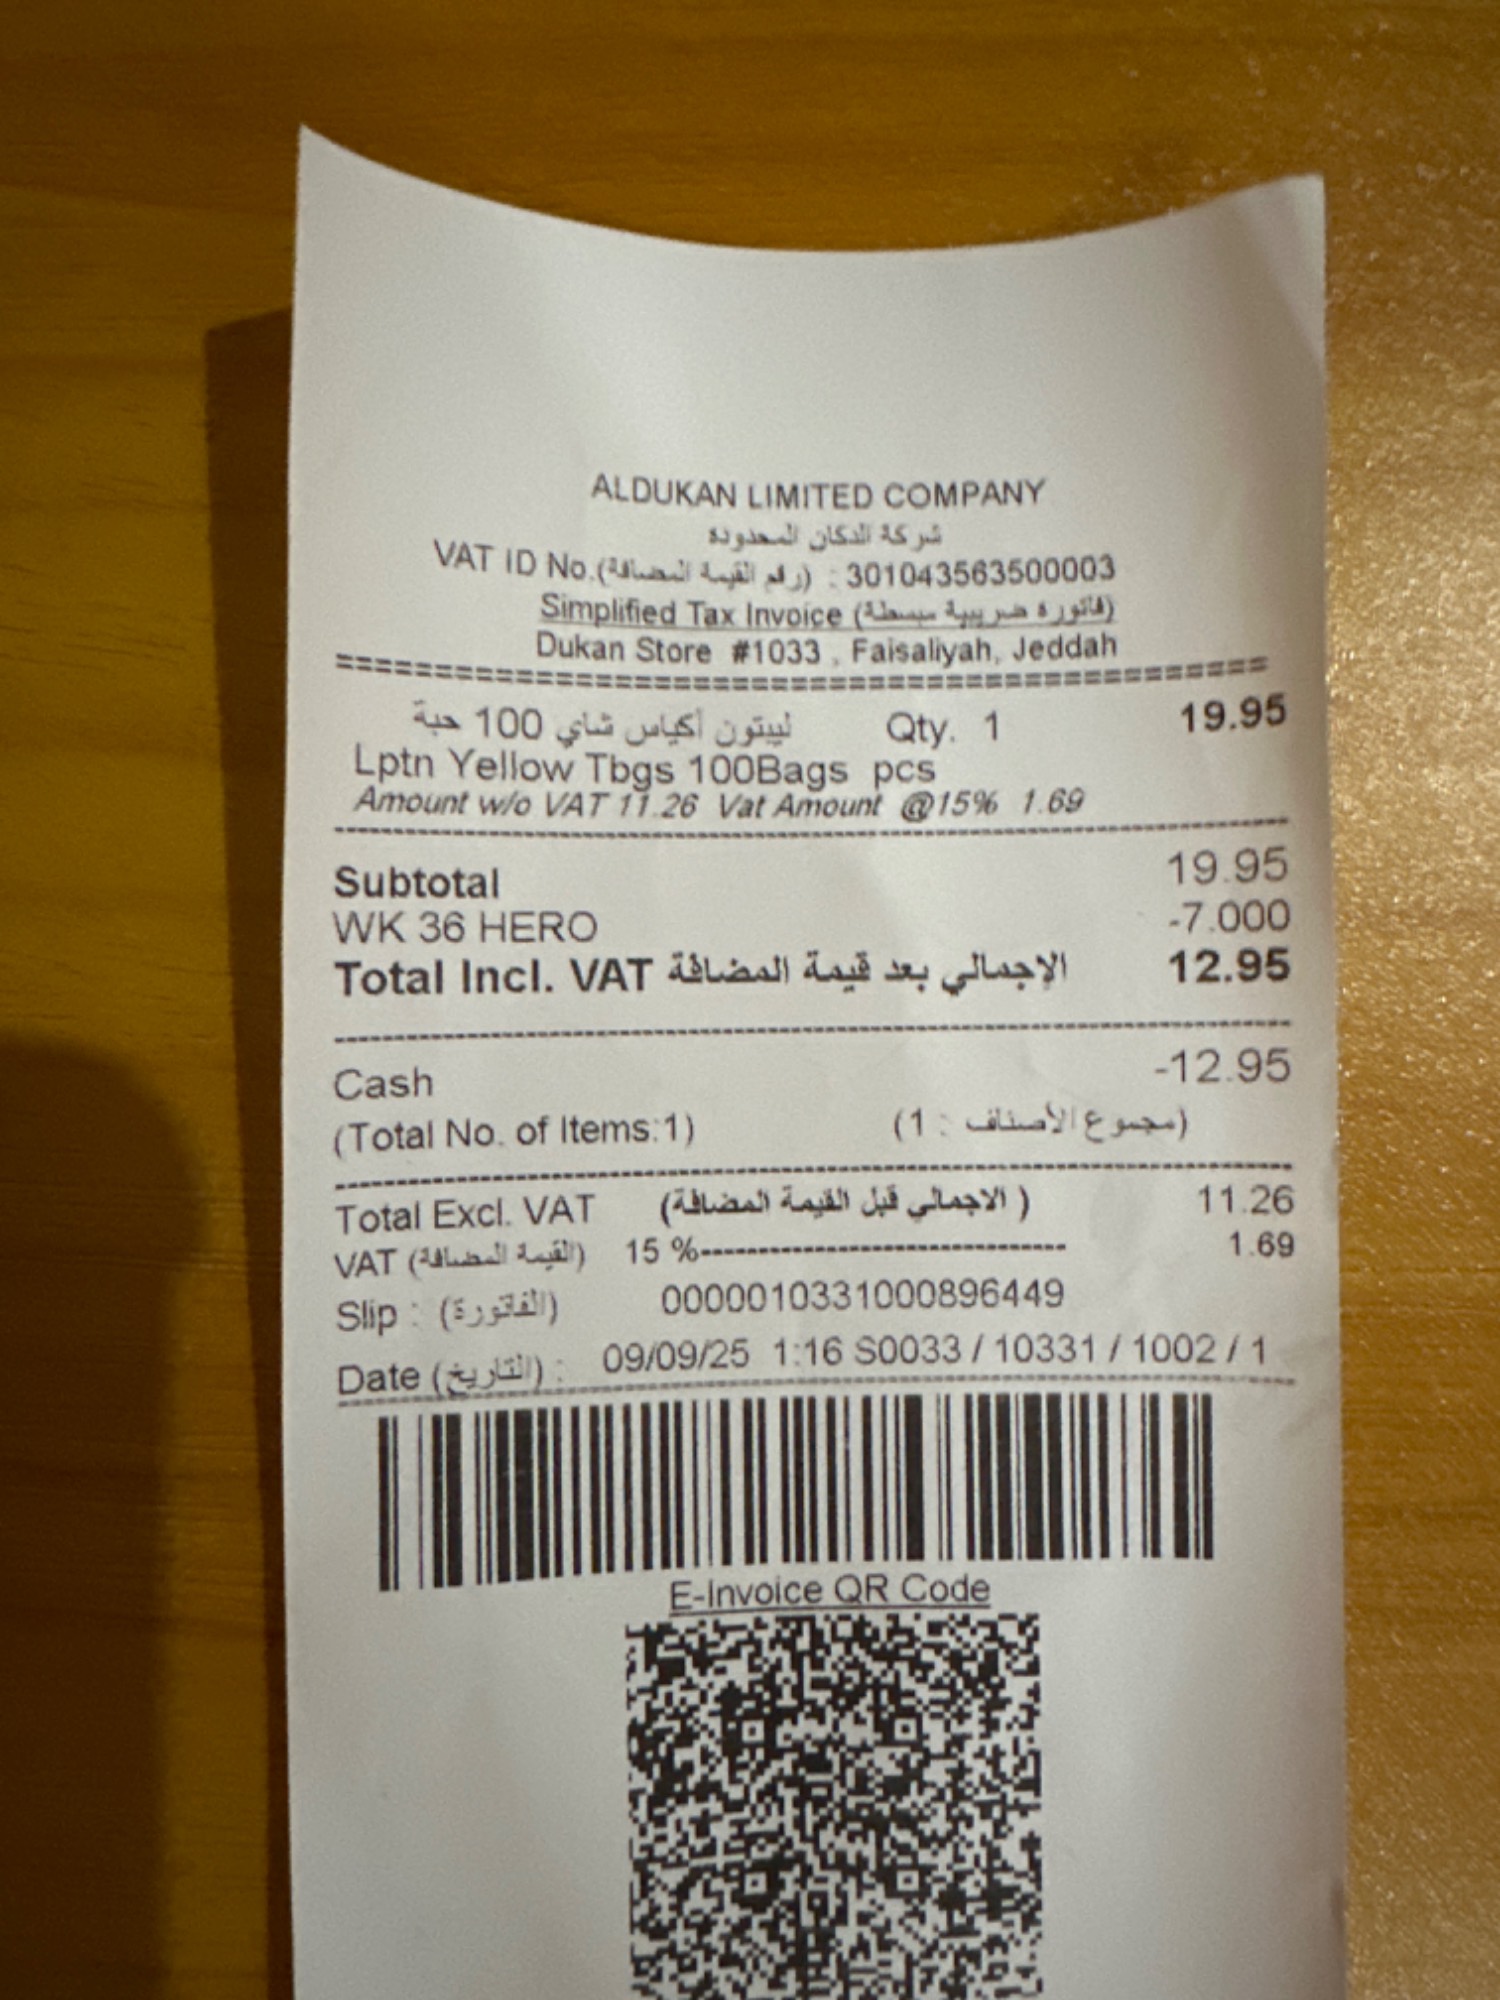 ALDUKAN LIMITED COMPANY
شركة الدكان المحدودة
VAT ID No.(رقم القيمة المضافة) : 301043563500003
Simplified Tax Invoice (فاتورة ضريبية مبسطة)
Dukan Store #1033 , Faisaliyah, Jeddah
ليبتون أكياس شاي 100 حبة Qty. 1 19.95
Lptn Yellow Tbgs 100Bags pcs
Amount w/o VAT 11.26 Vat Amount @15% 1.69
Subtotal 19.95
WK 36 HERO -7.000
Total Incl. VAT الإجمالي بعد قيمة المضافة 12.95
Cash -12.95
(Total No. of Items:1) (مجموع الأصناف : 1)
Total Excl. VAT (الاجمالي قبل القيمة المضافة ) 11.26
VAT (القيمة المضافة) 15 %------------------------------- 1.69
Slip : (الفاتورة) 0000010331000896449
Date (التاريخ) : 09/09/25 1:16 S0033 / 10331 / 1002 / 1
E-Invoice QR Code